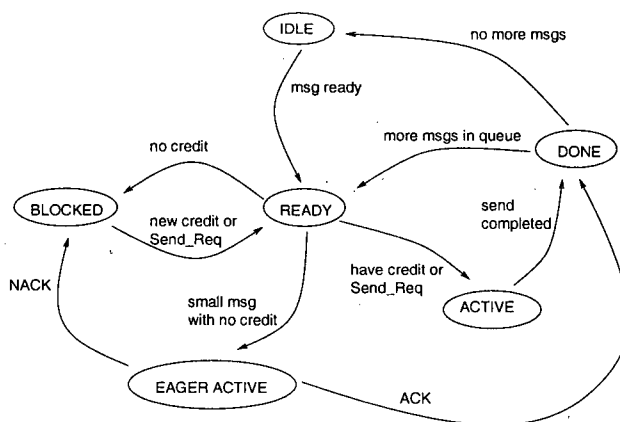 IDLE
no more msgs
msg ready
no credit
more msgs in queue
DONE
BLOCKED
new credit or
Send_Req
READY
send
completed
have credit or
Send_Req
NACK
small msg
with no credit
ACTIVE
EAGER ACTIVE
ACK